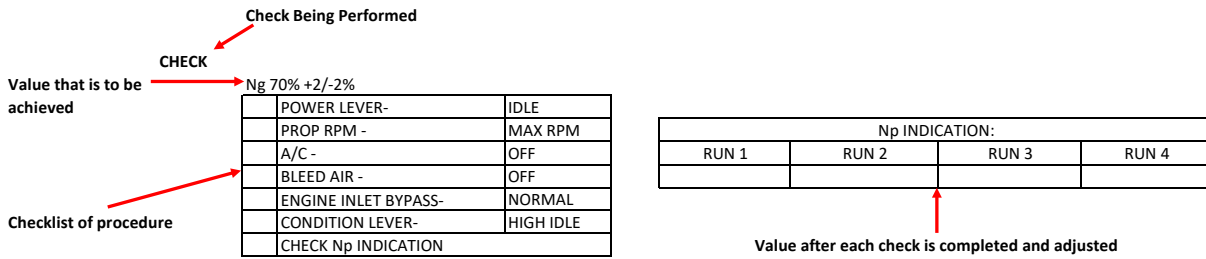 Check Being Performed
CHECK
Value that is to be
achieved
Ng 70% +2/-2%
POWER LEVER- IDLE
PROP RPM - MAX RPM
A/C - OFF
BLEED AIR - OFF
ENGINE INLET BYPASS- NORMAL
CONDITION LEVER- HIGH IDLE
CHECK Np INDICATION
Checklist of procedure
Np INDICATION:
RUN 1 RUN 2 RUN 3 RUN 4
Value after each check is completed and adjusted